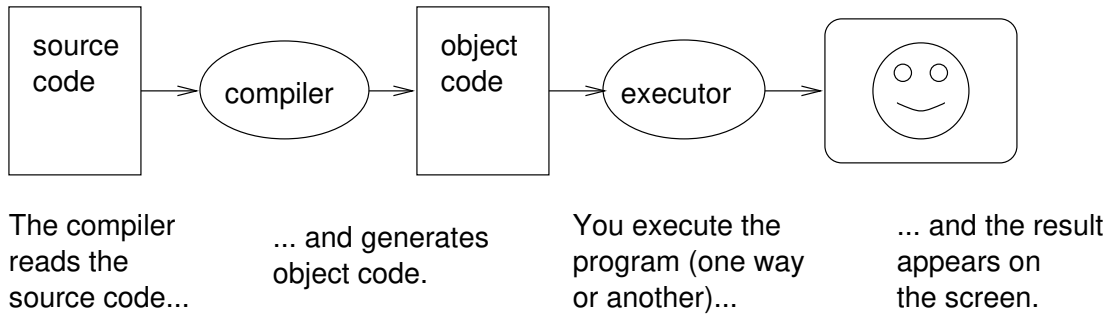 source
code
compiler
object
code
executor
The compiler
reads the
source code...
... and generates
object code.
You execute the
program (one way
or another)...
... and the result
appears on
the screen.